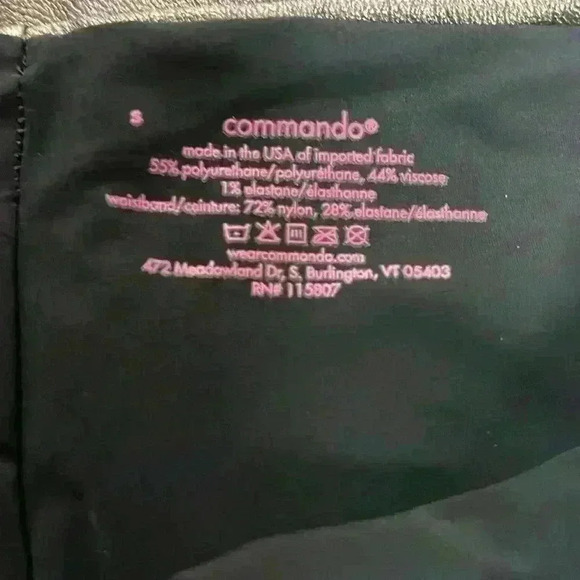 S
commando®
made in the USA of imported fabric
55% polyurethane/polyuréthane, 44% viscose
1% elastane/élasthanne
waistband/ceinture: 72% nylon, 28% elastane/élasthanne
wearcommando.com
472 Meadowland Dr, S. Burlington, VT 05403
RN# 115807